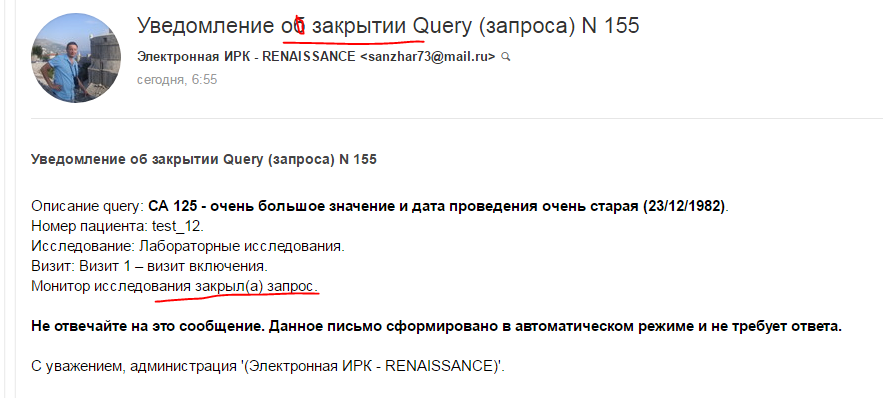 Уведомление об закрытии Query (запроса) N 155
Электронная ИРК - RENAISSANCE <sanzhar73@mail.ru>
сегодня, 6:55
Уведомление об закрытии Query (запроса) N 155
Описание query: CA 125 - очень большое значение и дата проведения очень старая (23/12/1982).
Номер пациента: test_12.
Исследование: Лабораторные исследования.
Визит: Визит 1 – визит включения.
Монитор исследования закрыл(а) запрос.
Не отвечайте на это сообщение. Данное письмо сформировано в автоматическом режиме и не требует ответа.
С уважением, администрация '(Электронная ИРК - RENAISSANCE)'.